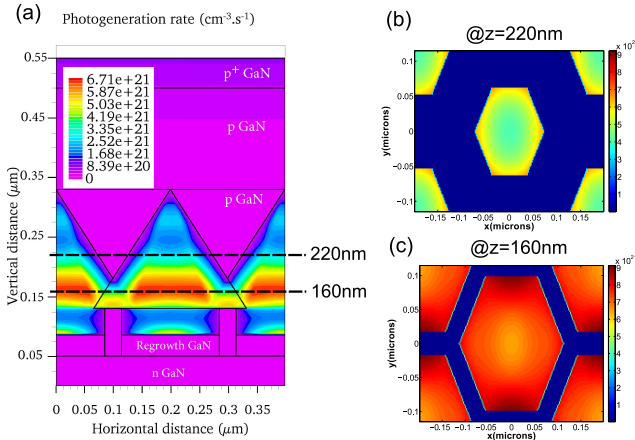 (a)
Photogeneration rate (cm-3.s-1)
0.55
0.45
0.35
0.25
0.15
0.05
Vertical distance (μm)
6.71e+21
5.87e+21
5.03e+21
4.19e+21
3.35e+21
2.52e+21
1.68e+21
8.39e+20
0
p+ GaN
p GaN
p GaN
220nm
160nm
Regrowth GaN
n GaN
0 0.05 0.1 0.15 0.2 0.25 0.3 0.35
Horizontal distance (μm)
(b)
@z=220nm
y(microns)
0.1
0.05
0
-0.05
-0.1
-0.15 -0.1 -0.05 0 0.05 0.1 0.15
x(microns)
x 10²
9
8
7
6
5
4
3
2
1
0
(c)
@z=160nm
y(microns)
0.1
0.05
0
-0.05
-0.1
-0.15 -0.1 -0.05 0 0.05 0.1 0.15
x(microns)
x 10²
9
8
7
6
5
4
3
2
1
0